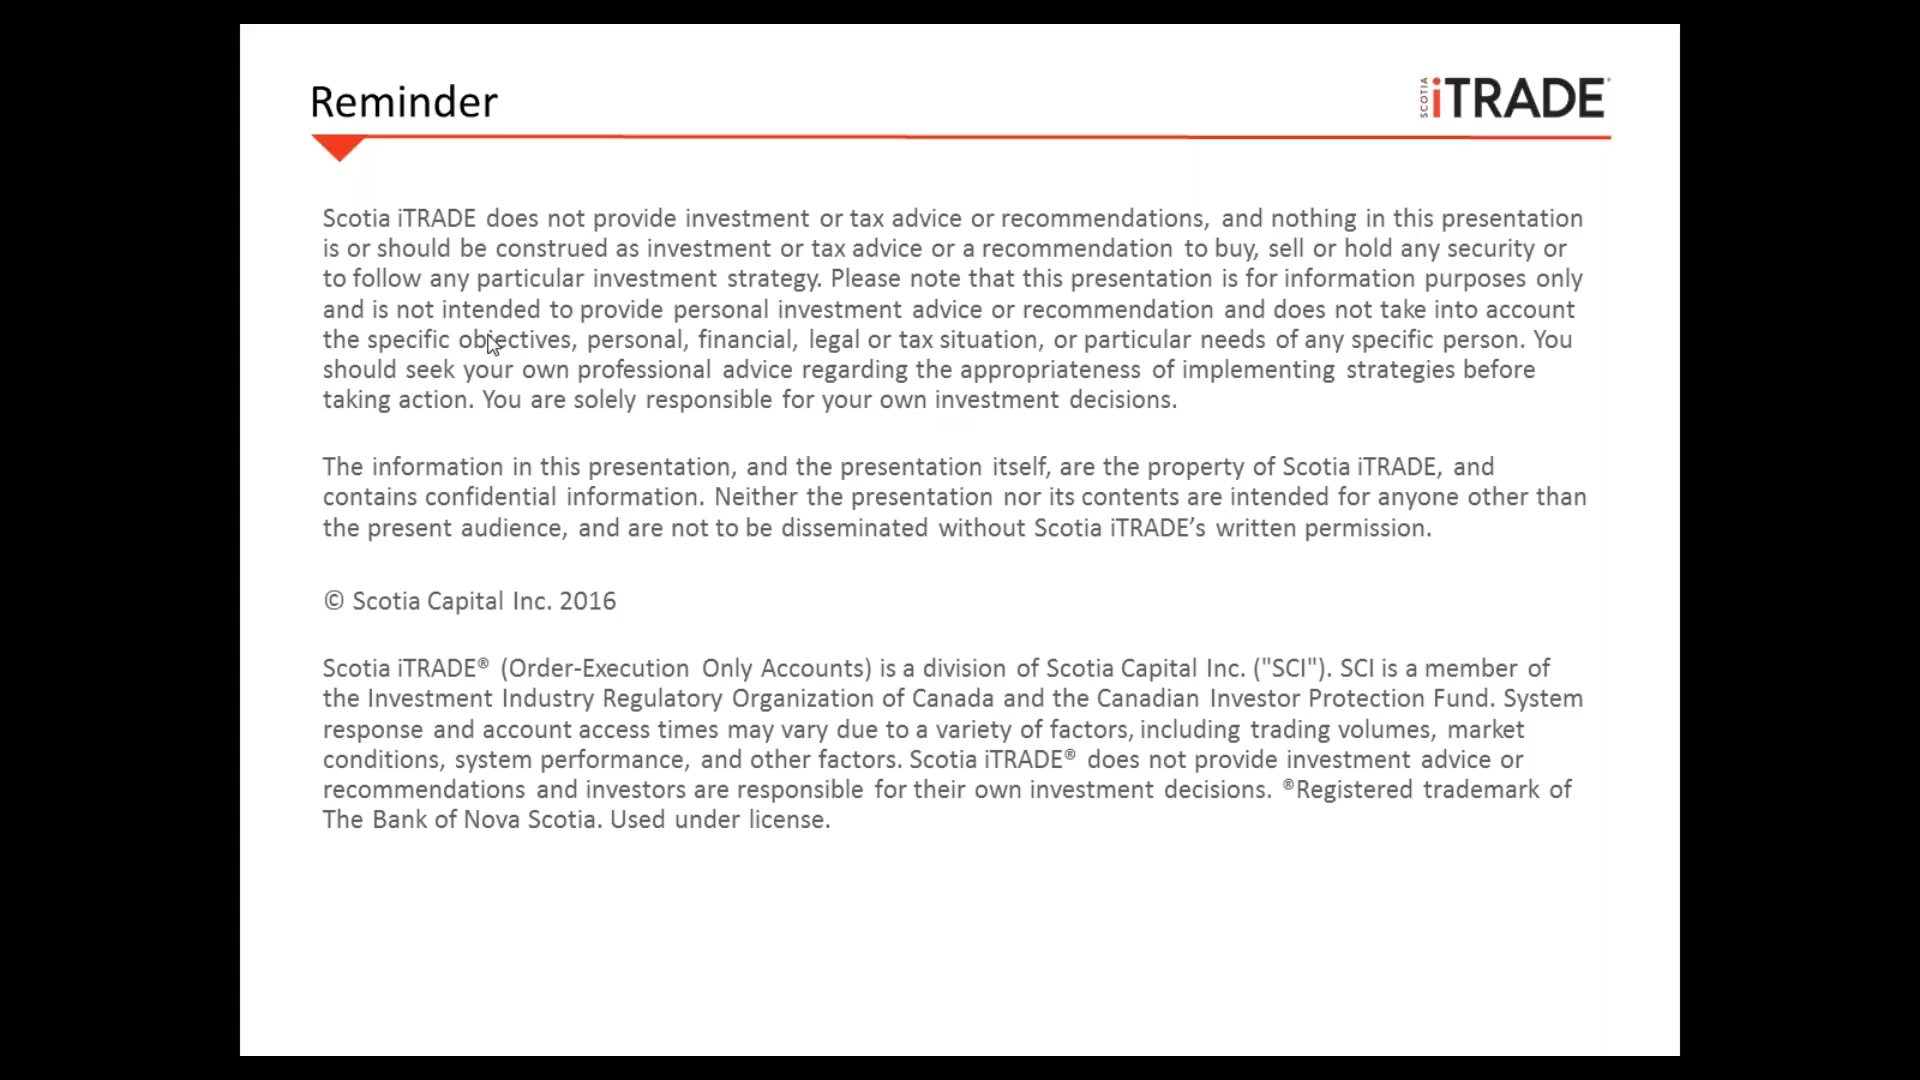 Reminder
SCOTIA iTRADE®
Scotia iTRADE does not provide investment or tax advice or recommendations, and nothing in this presentation
is or should be construed as investment or tax advice or a recommendation to buy, sell or hold any security or
to follow any particular investment strategy. Please note that this presentation is for information purposes only
and is not intended to provide personal investment advice or recommendation and does not take into account
the specific objectives, personal, financial, legal or tax situation, or particular needs of any specific person. You
should seek your own professional advice regarding the appropriateness of implementing strategies before
taking action. You are solely responsible for your own investment decisions.
The information in this presentation, and the presentation itself, are the property of Scotia iTRADE, and
contains confidential information. Neither the presentation nor its contents are intended for anyone other than
the present audience, and are not to be disseminated without Scotia iTRADE’s written permission.
© Scotia Capital Inc. 2016
Scotia iTRADE® (Order-Execution Only Accounts) is a division of Scotia Capital Inc. ("SCI"). SCI is a member of
the Investment Industry Regulatory Organization of Canada and the Canadian Investor Protection Fund. System
response and account access times may vary due to a variety of factors, including trading volumes, market
conditions, system performance, and other factors. Scotia iTRADE® does not provide investment advice or
recommendations and investors are responsible for their own investment decisions. ®Registered trademark of
The Bank of Nova Scotia. Used under license.